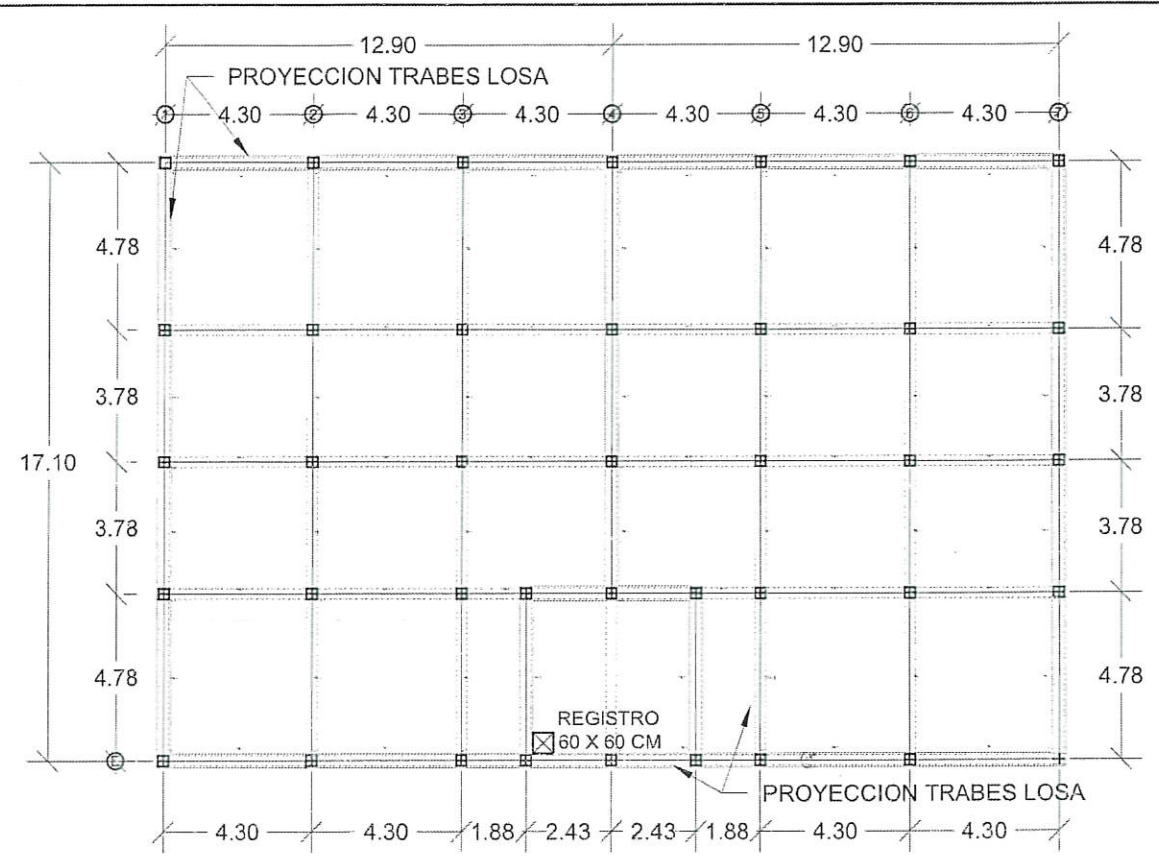 12.90 12.90
PROYECCION TRABES LOSA
1 4.30 2 4.30 3 4.30 4 4.30 5 4.30 6 4.30 7
4.78 4.78
3.78 3.78
17.10
3.78 3.78
4.78 4.78
REGISTRO
60 X 60 CM
E
PROYECCION TRABES LOSA
4.30 4.30 1.88 2.43 2.43 1.88 4.30 4.30